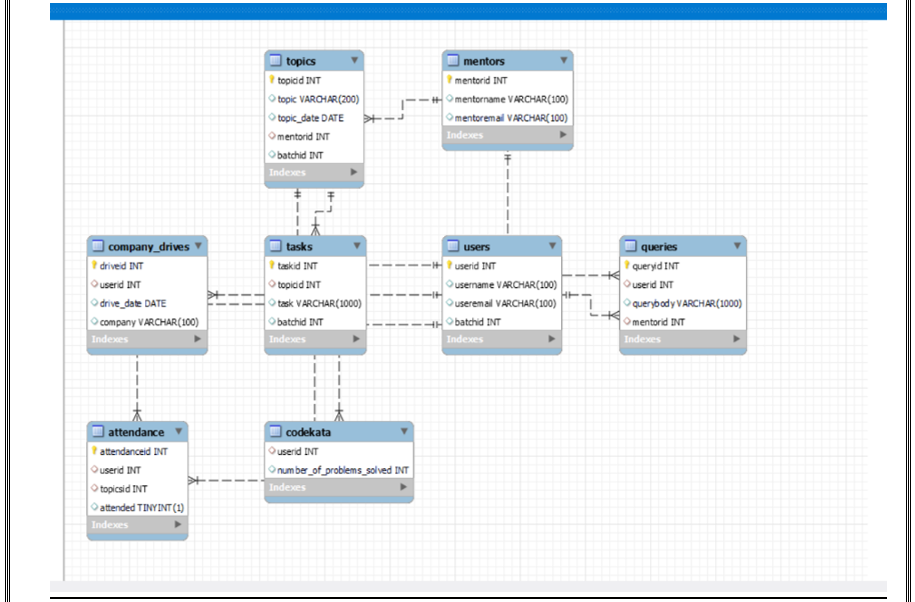 topics
topicid INT
topic VARCHAR(200)
topic_date DATE
mentorid INT
batchid INT
Indexes
mentors
mentorid INT
mentorname VARCHAR(100)
mentoremail VARCHAR(100)
Indexes
company_drives
driveid INT
userid INT
drive_date DATE
company VARCHAR(100)
Indexes
tasks
taskid INT
topicid INT
task VARCHAR(1000)
batchid INT
Indexes
users
userid INT
username VARCHAR(100)
useremail VARCHAR(100)
batchid INT
Indexes
queries
queryid INT
userid INT
querybody VARCHAR(1000)
mentorid INT
Indexes
attendance
attendanceid INT
userid INT
topicsid INT
attended TINYINT(1)
Indexes
codekata
userid INT
number_of_problems_solved INT
Indexes